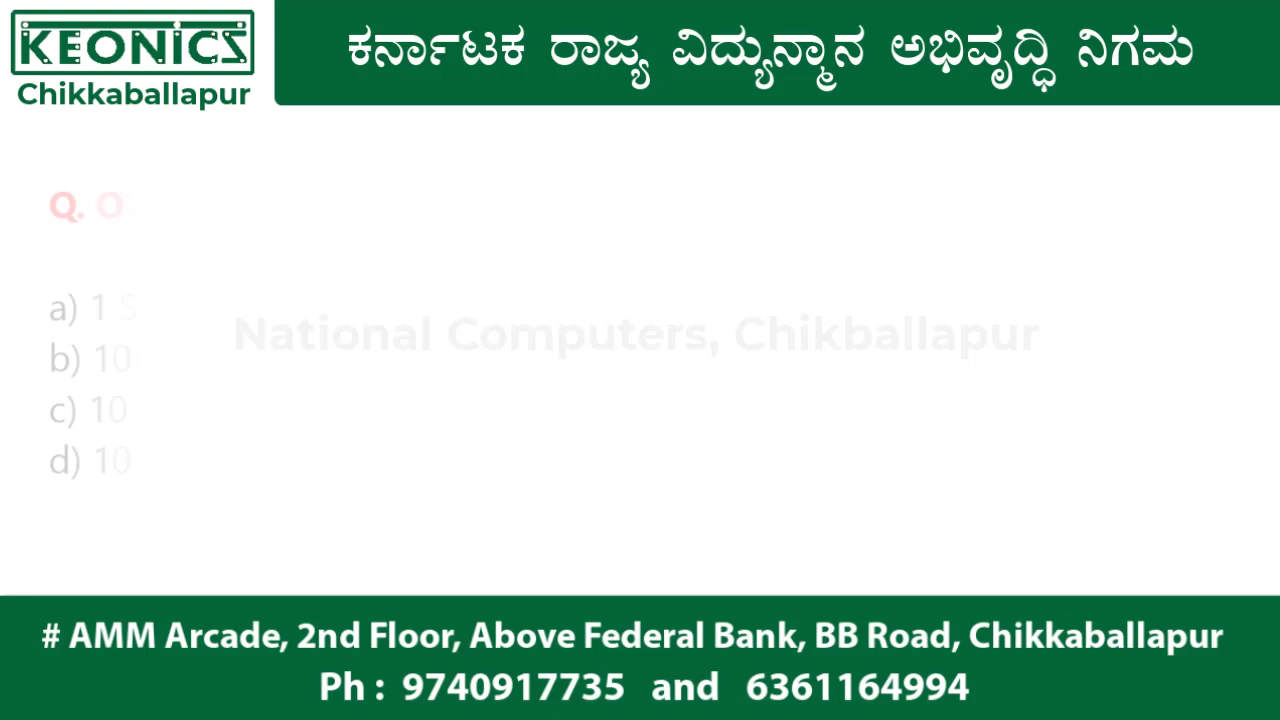 KEONICS
Chikkaballapur
ಕರ್ನಾಟಕ ರಾಜ್ಯ ವಿದ್ಯುನ್ಮಾನ ಅಭಿವೃದ್ಧಿ ನಿಗಮ
Q.
a) 1 S
National Computers, Chikballapur
b) 10
c) 10
d) 10
# AMM Arcade, 2nd Floor, Above Federal Bank, BB Road, Chikkaballapur
Ph : 9740917735 and 6361164994